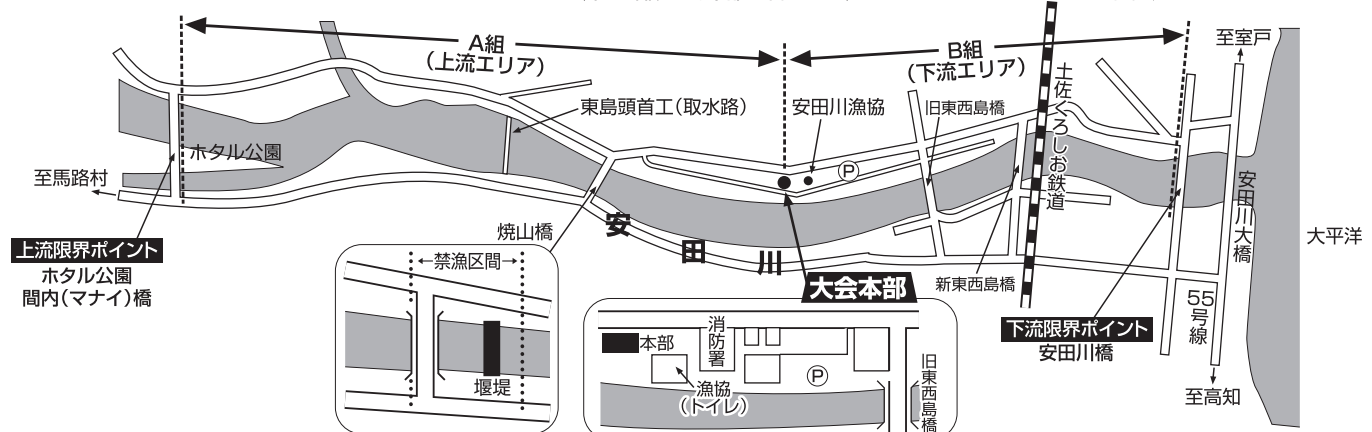 A組
(上流エリア)
B組
(下流エリア)
至室戸
東島頭首工(取水路)
安田川漁協
旧東西島橋
土佐くろしお鉄道
P
ホタル公園
至馬路村
安田川大橋
大平洋
上流限界ポイント
ホタル公園
間内(マナイ)橋
焼山橋
安田川
大会本部
新東西島橋
下流限界ポイント
安田川橋
55号線
至高知
禁漁区間
堰堤
本部
消防署
漁協
(トイレ)
P
旧東西島橋